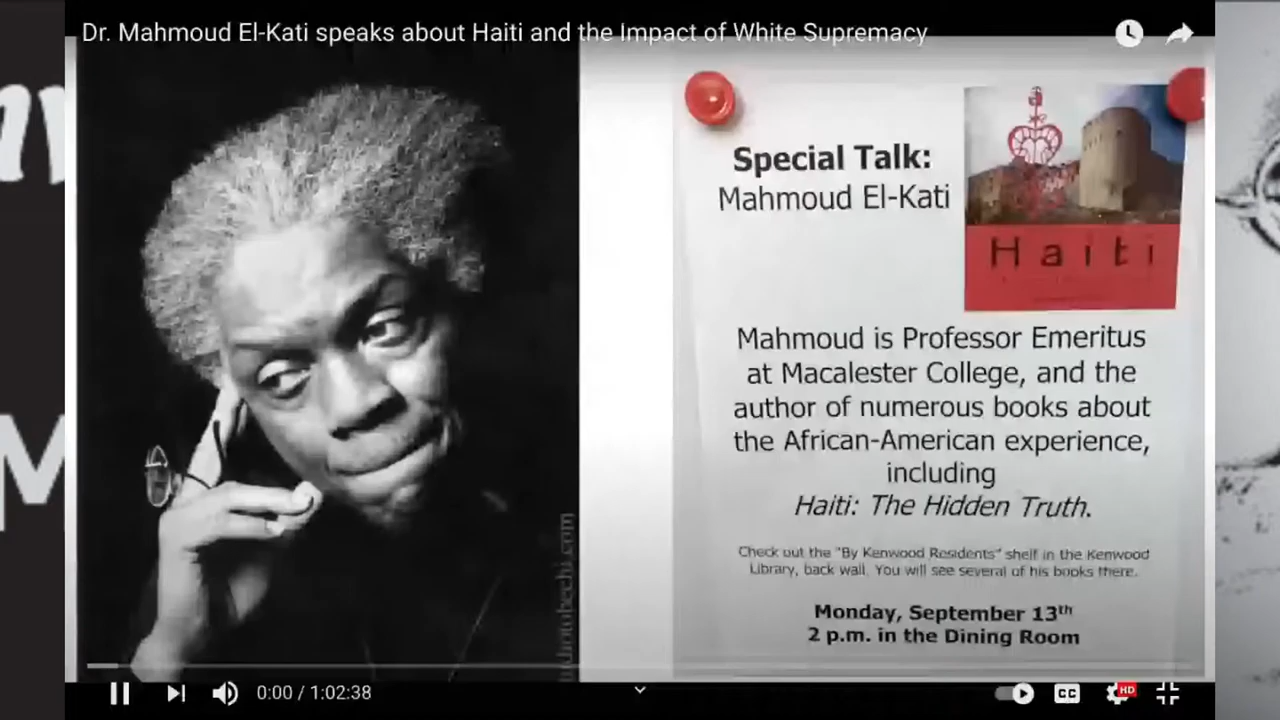 Dr. Mahmoud El-Kati speaks about Haiti and the Impact of White Supremacy
Special Talk:
Mahmoud El-Kati
Haiti
Mahmoud is Professor Emeritus
at Macalester College, and the
author of numerous books about
the African-American experience,
including
Haiti: The Hidden Truth.
Check out the "By Kenwood Residents" shelf in the Kenwood
Library, back wall. You will see several of his books there.
Monday, September 13th
2 p.m. in the Dining Room
0:00 / 1:02:38
CC
HD
M